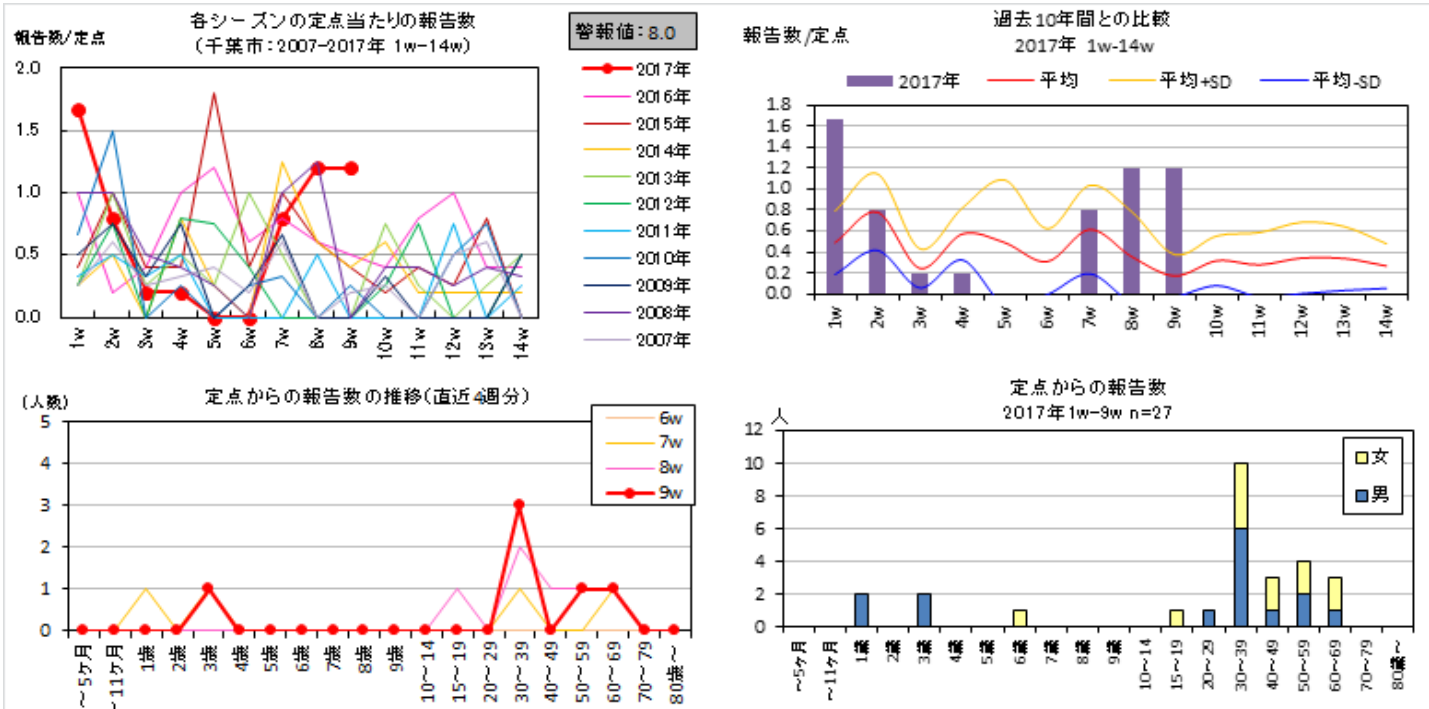 各シーズンの定点当たりの報告数
(千葉市:2007-2017年 1w-14w)
報告数/定点
警報値:8.0
2.0
1.5
1.0
0.5
0.0
1w
2w
3w
4w
5w
6w
7w
8w
9w
10w
11w
12w
13w
14w
2017年
2016年
2015年
2014年
2013年
2012年
2011年
2010年
2009年
2008年
2007年
過去10年間との比較
2017年 1w-14w
報告数/定点
2017年
平均
平均+SD
平均-SD
1.8
1.6
1.4
1.2
1.0
0.8
0.6
0.4
0.2
0.0
1w
2w
3w
4w
5w
6w
7w
8w
9w
10w
11w
12w
13w
14w
定点からの報告数の推移(直近4週分)
(人数)
5
4
3
2
1
0
6w
7w
8w
9w
~5ヶ月
~11ヶ月
1歳
2歳
3歳
4歳
5歳
6歳
7歳
8歳
9歳
10~14
15~19
20~29
30~39
40~49
50~59
60~69
70~79
80歳~
定点からの報告数
2017年1w-9w n=27
人
12
10
8
6
4
2
0
女
男
~5ヶ月
~11ヶ月
1歳
2歳
3歳
4歳
5歳
6歳
7歳
8歳
9歳
10~14
15~19
20~29
30~39
40~49
50~59
60~69
70~79
80歳~